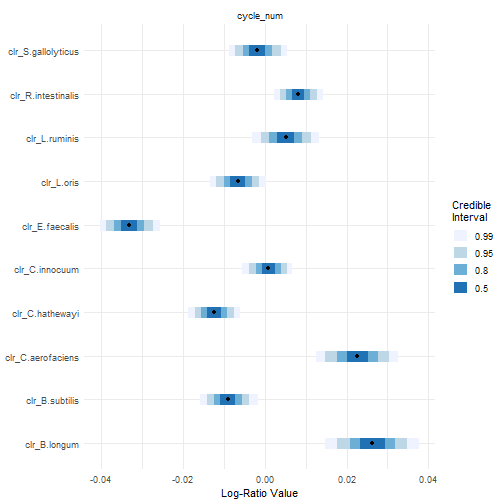 cycle_num
clr_S.gallolyticus
clr_R.intestinalis
clr_L.ruminis
clr_L.oris
clr_E.faecalis
clr_C.innocuum
clr_C.hathewayi
clr_C.aerofaciens
clr_B.subtilis
clr_B.longum
-0.04 -0.02 0.00 0.02 0.04
Log-Ratio Value
Credible
Interval
0.99
0.95
0.8
0.5